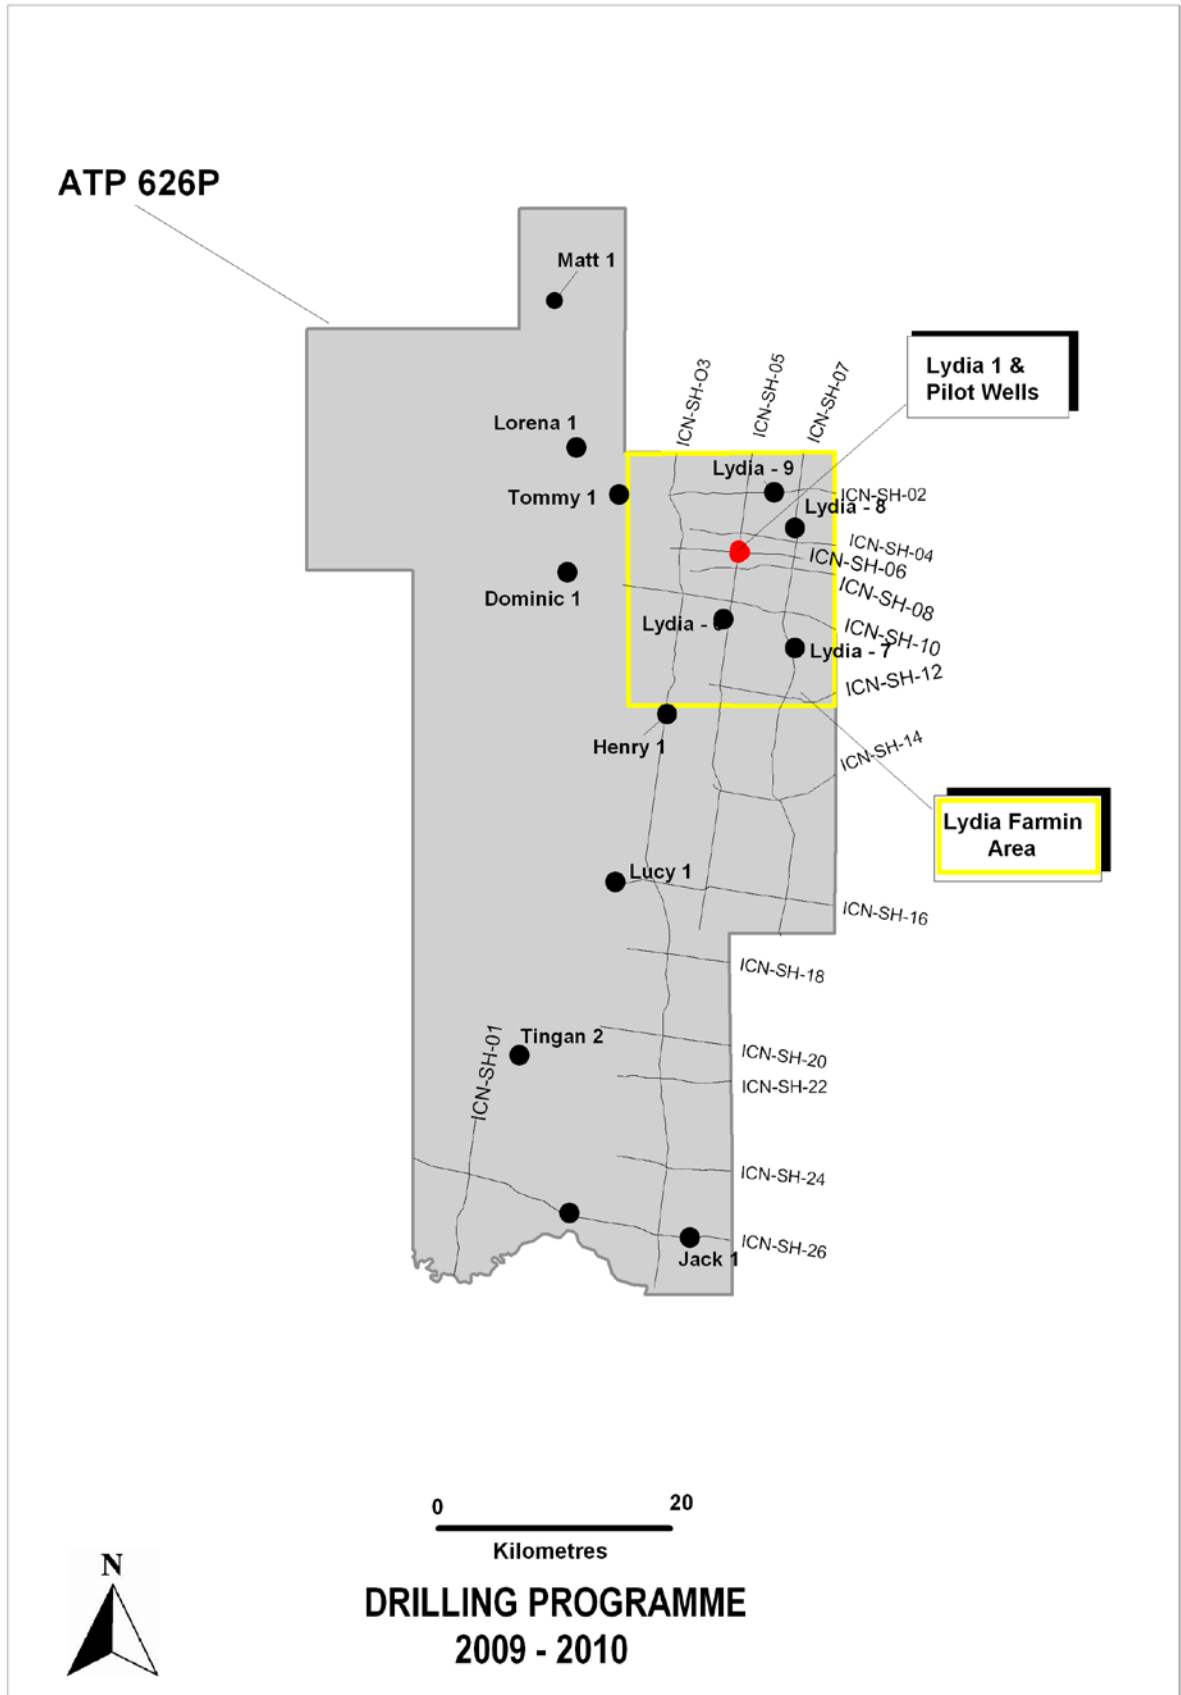 ATP 626P
Matt 1
Lydia 1 &
Pilot Wells
ICN-SH-O3
ICN-SH-05
ICN-SH-07
Lorena 1
Lydia - 9
Tommy 1
ICN-SH-02
Lydia - 8
ICN-SH-04
ICN-SH-06
Dominic 1
ICN-SH-08
Lydia -
ICN-SH-10
Lydia - 7
ICN-SH-12
Henry 1
ICN-SH-14
Lydia Farmin
Area
Lucy 1
ICN-SH-16
ICN-SH-18
ICN-SH-01
Tingan 2
ICN-SH-20
ICN-SH-22
ICN-SH-24
ICN-SH-26
Jack 1
0 20
Kilometres
N
DRILLING PROGRAMME
2009 - 2010